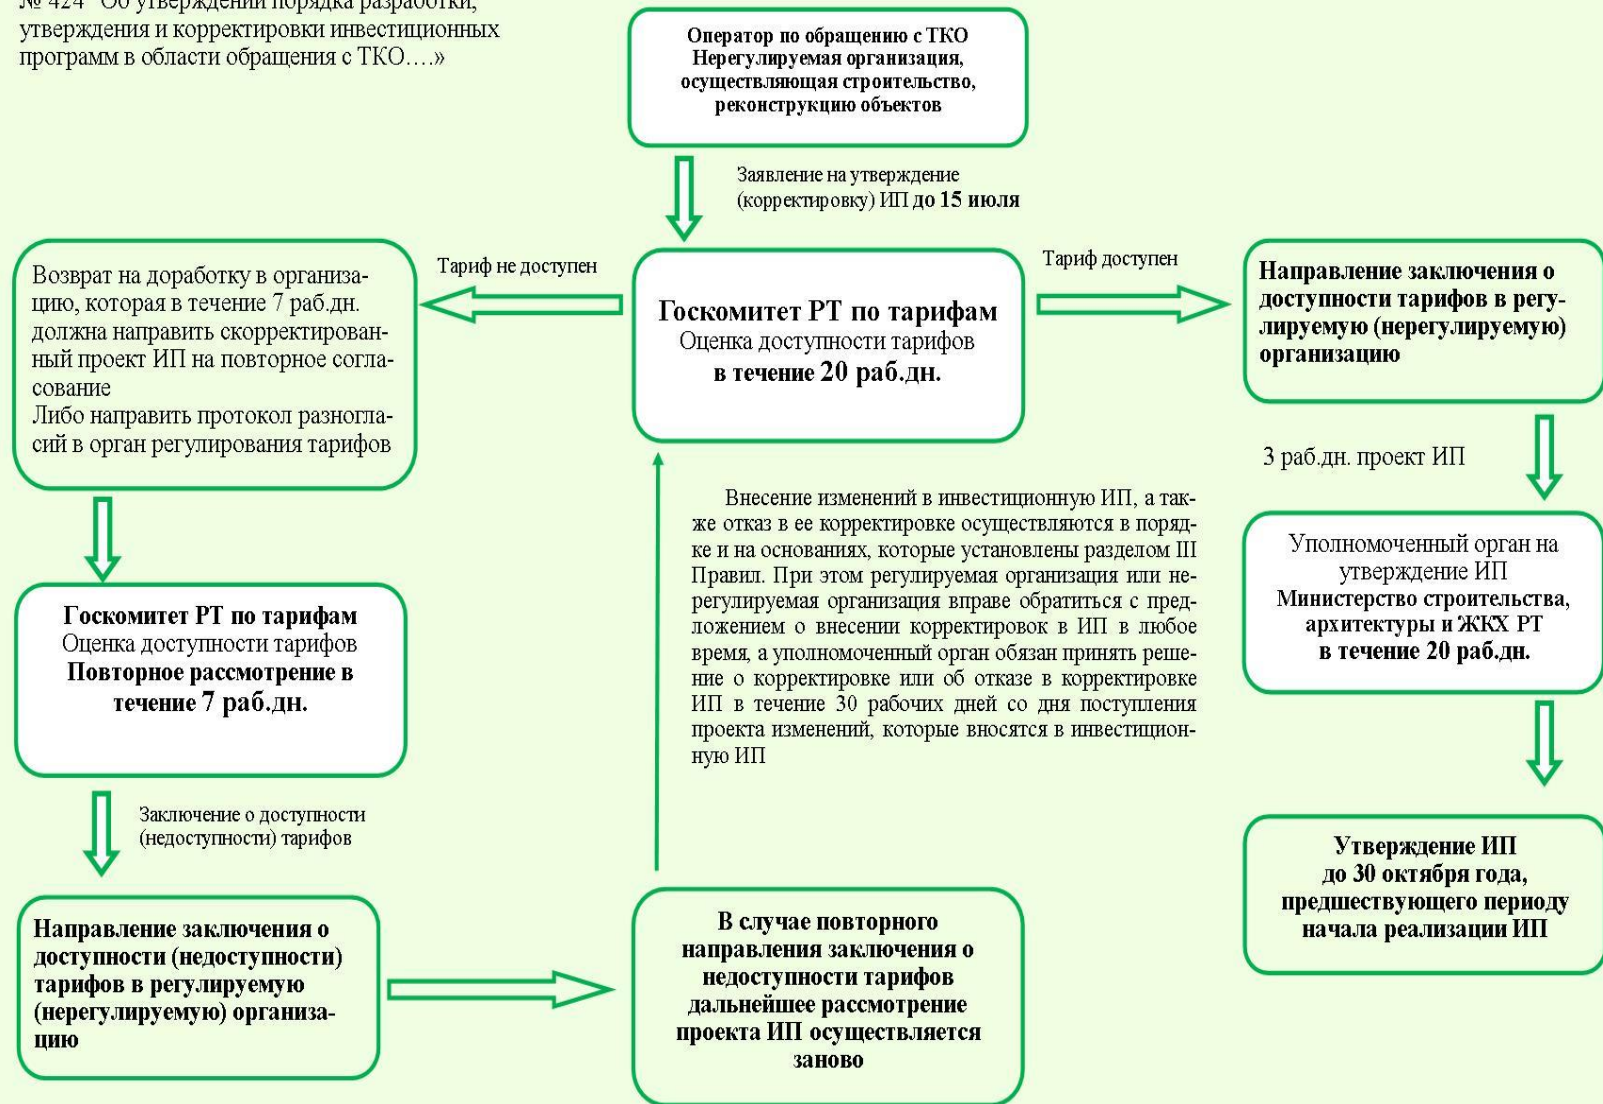 № 424 "Об утверждении порядка разработки,
утверждения и корректировки инвестиционных
программ в области обращения с ТКО….»
Оператор по обращению с ТКО
Нерегулируемая организация,
осуществляющая строительство,
реконструкцию объектов
Заявление на утверждение
(корректировку) ИП до 15 июля
Возврат на доработку в организа-
цию, которая в течение 7 раб.дн.
должна направить скорректирован-
ный проект ИП на повторное согла-
сование
Либо направить протокол разногла-
сий в орган регулирования тарифов
Тариф не доступен
Госкомитет РТ по тарифам
Оценка доступности тарифов
в течение 20 раб.дн.
Тариф доступен
Направление заключения о
доступности тарифов в регу-
лируемую (нерегулируемую)
организацию
3 раб.дн. проект ИП
Внесение изменений в инвестиционную ИП, а так-
же отказ в ее корректировке осуществляются в поряд-
ке и на основаниях, которые установлены разделом III
Правил. При этом регулируемая организация или не-
регулируемая организация вправе обратиться с пред-
ложением о внесении корректировок в ИП в любое
время, а уполномоченный орган обязан принять реше-
ние о корректировке или об отказе в корректировке
ИП в течение 30 рабочих дней со дня поступления
проекта изменений, которые вносятся в инвестицион-
ную ИП
Уполномоченный орган на
утверждение ИП
Министерство строительства,
архитектуры и ЖКХ РТ
в течение 20 раб.дн.
Госкомитет РТ по тарифам
Оценка доступности тарифов
Повторное рассмотрение в
течение 7 раб.дн.
Заключение о доступности
(недоступности) тарифов
Утверждение ИП
до 30 октября года,
предшествующего периоду
начала реализации ИП
Направление заключения о
доступности (недоступности)
тарифов в регулируемую
(нерегулируемую) организа-
цию
В случае повторного
направления заключения о
недоступности тарифов
дальнейшее рассмотрение
проекта ИП осуществляется
заново